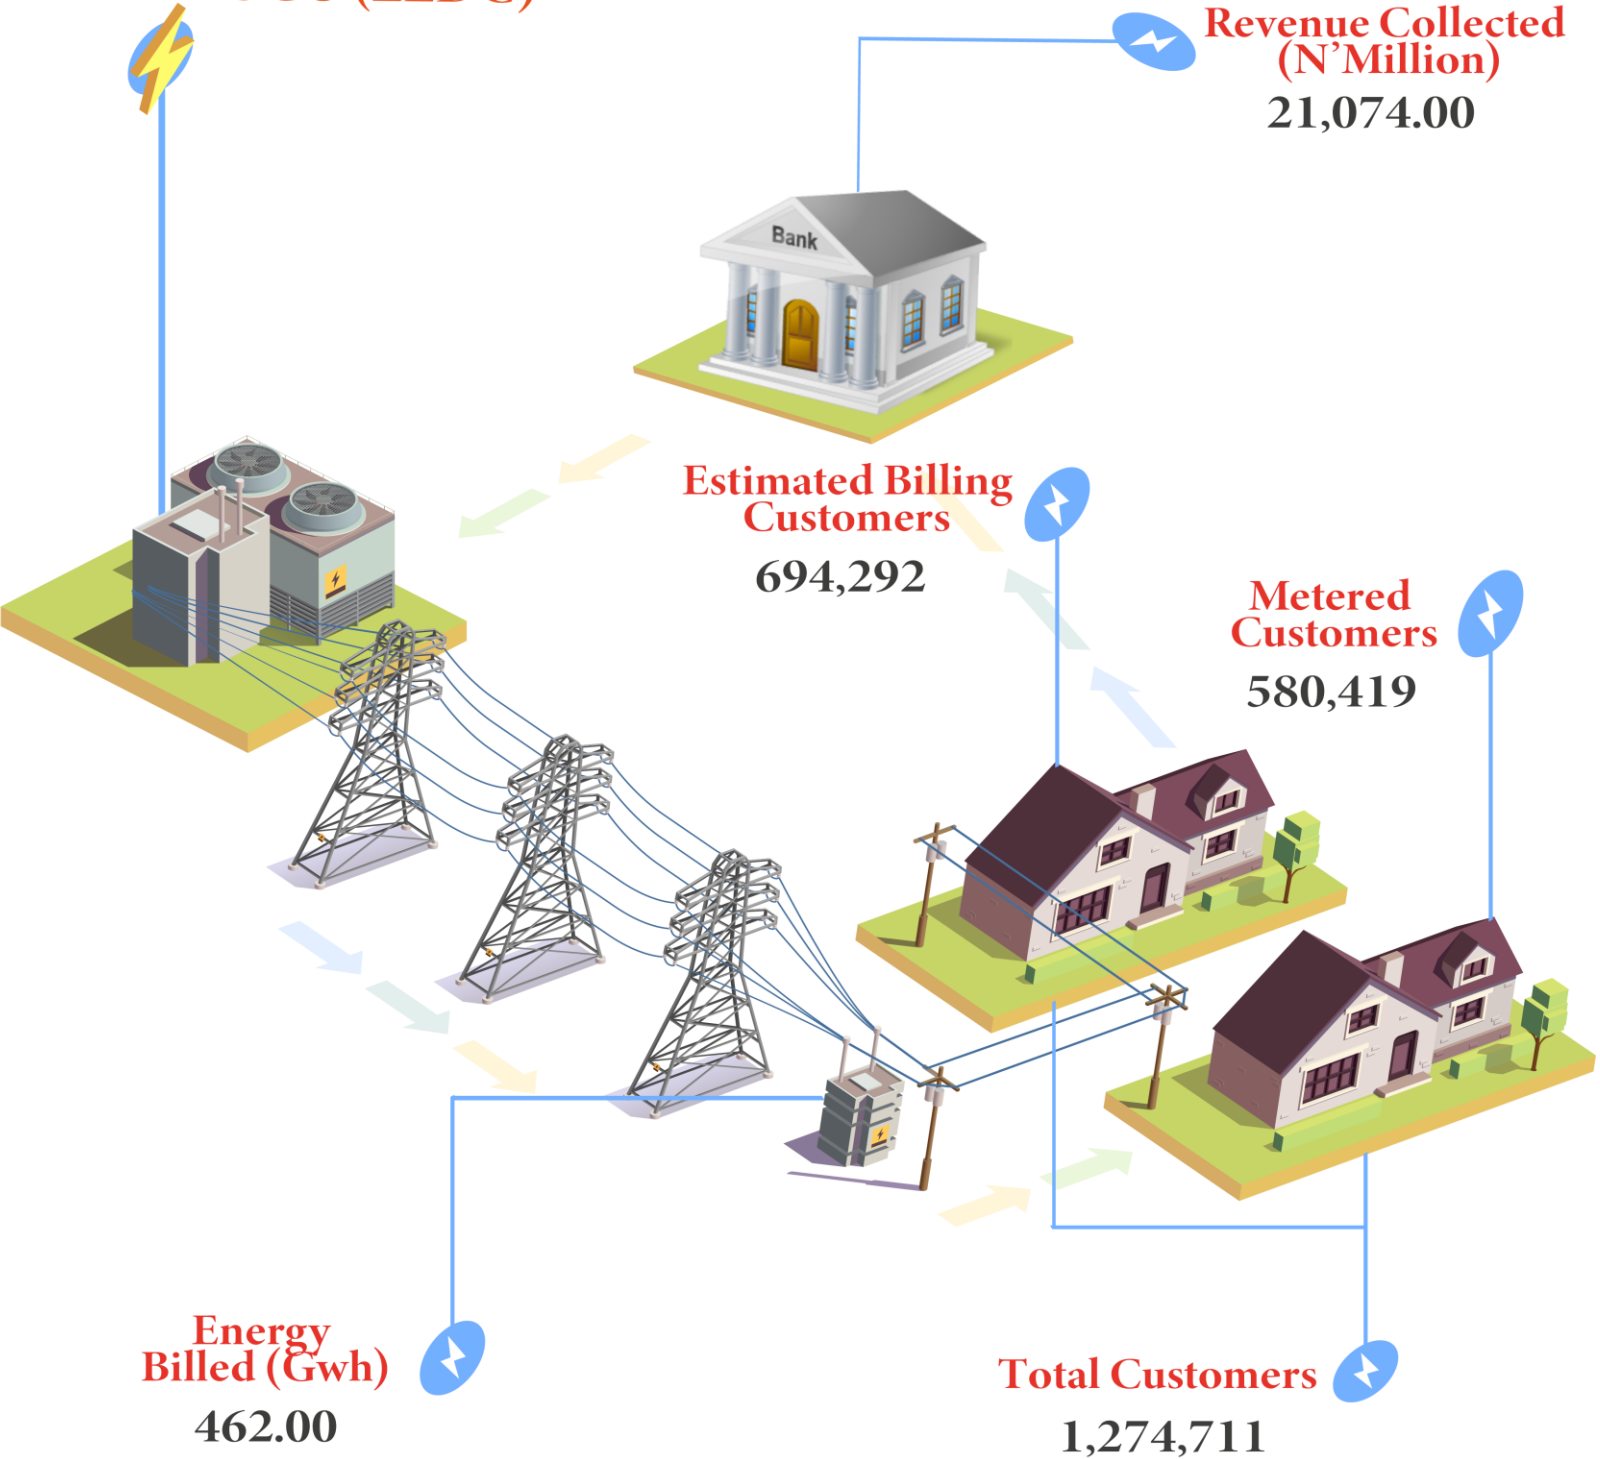 Revenue Collected
(N’Million)
21,074.00
Bank
Estimated Billing
Customers
694,292
Metered
Customers
580,419
Energy
Billed (Gwh)
462.00
Total Customers
1,274,711